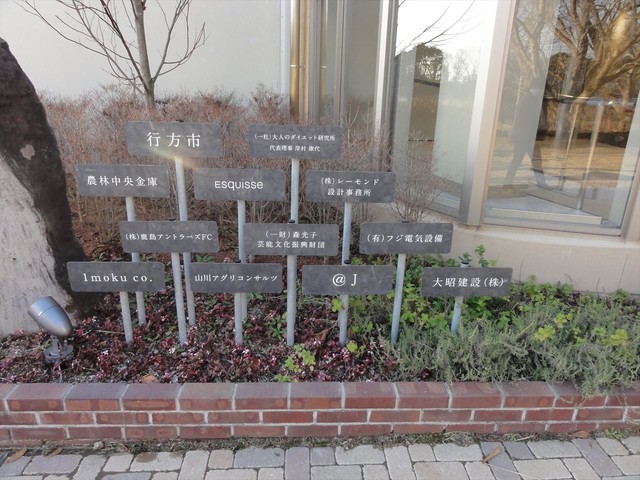 行方市
(一社)大人のダイエット研究所
代表理事 岸村 康代
農林中央金庫
ESquisse
(株)レーモンド
設計事務所
(株)鹿島アントラーズFC
(一財)森光子
芸能文化振興財団
(有)フジ電気設備
1moku co.
山川アグリコンサルツ
@J
大昭建設(株)